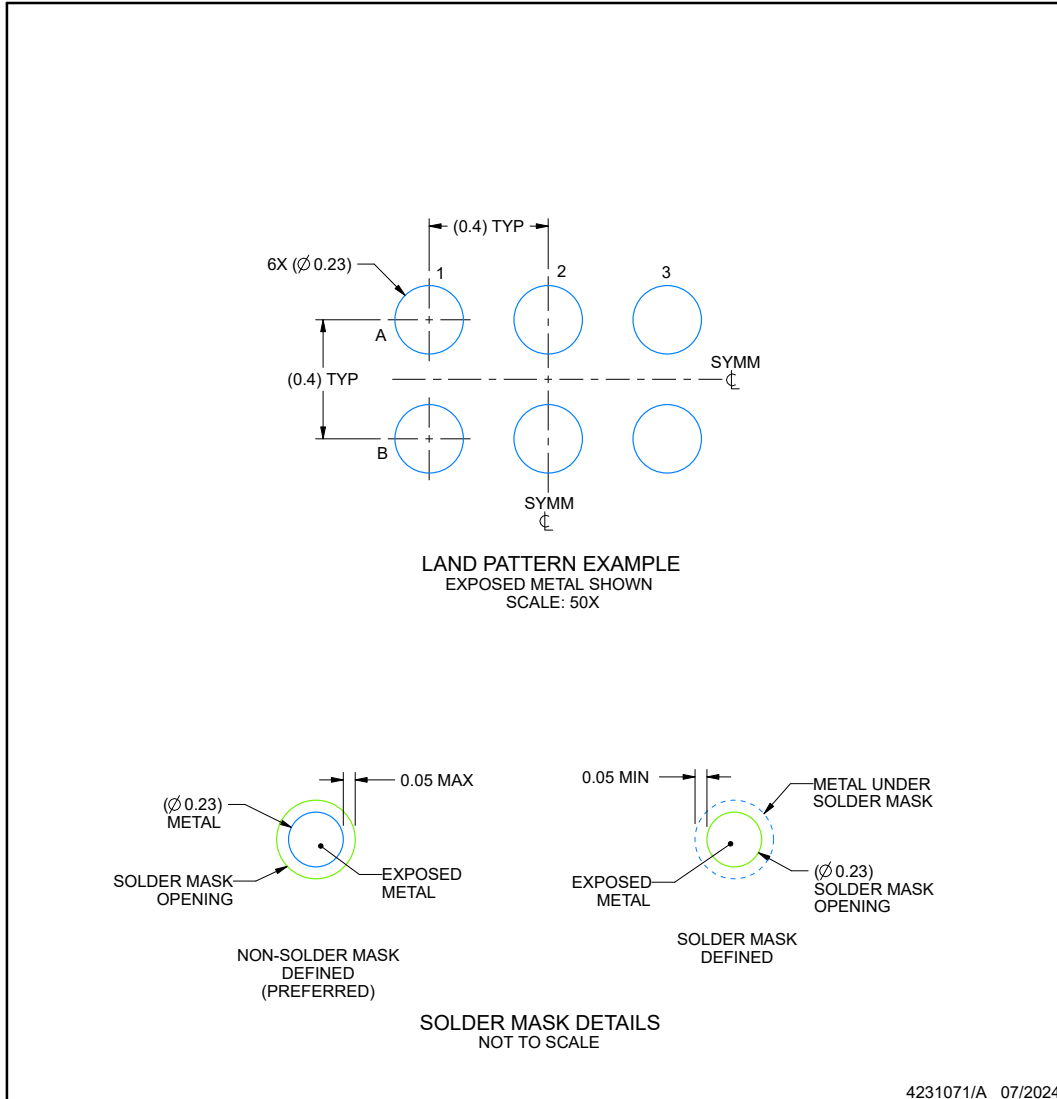 (0.4) TYP
6X (∅ 0.23)
1
2
3
A
(0.4) TYP
SYMM
℄
B
SYMM
℄
LAND PATTERN EXAMPLE
EXPOSED METAL SHOWN
SCALE: 50X
0.05 MAX
(∅ 0.23)
METAL
SOLDER MASK
OPENING
EXPOSED
METAL
NON-SOLDER MASK
DEFINED
(PREFERRED)
0.05 MIN
METAL UNDER
SOLDER MASK
EXPOSED
METAL
(∅ 0.23)
SOLDER MASK
OPENING
SOLDER MASK
DEFINED
SOLDER MASK DETAILS
NOT TO SCALE
4231071/A 07/2024